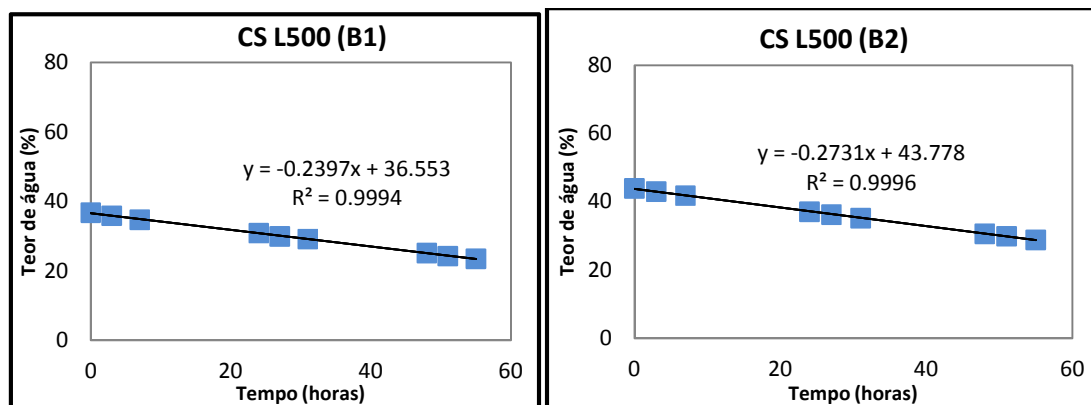 CS L500 (B1)
80
60
40
20
0
Teor de água (%)
y = -0.2397x + 36.553
R² = 0.9994
0 20 40 60
Tempo (horas)
CS L500 (B2)
80
60
40
20
0
Teor de água (%)
y = -0.2731x + 43.778
R² = 0.9996
0 20 40 60
Tempo (horas)